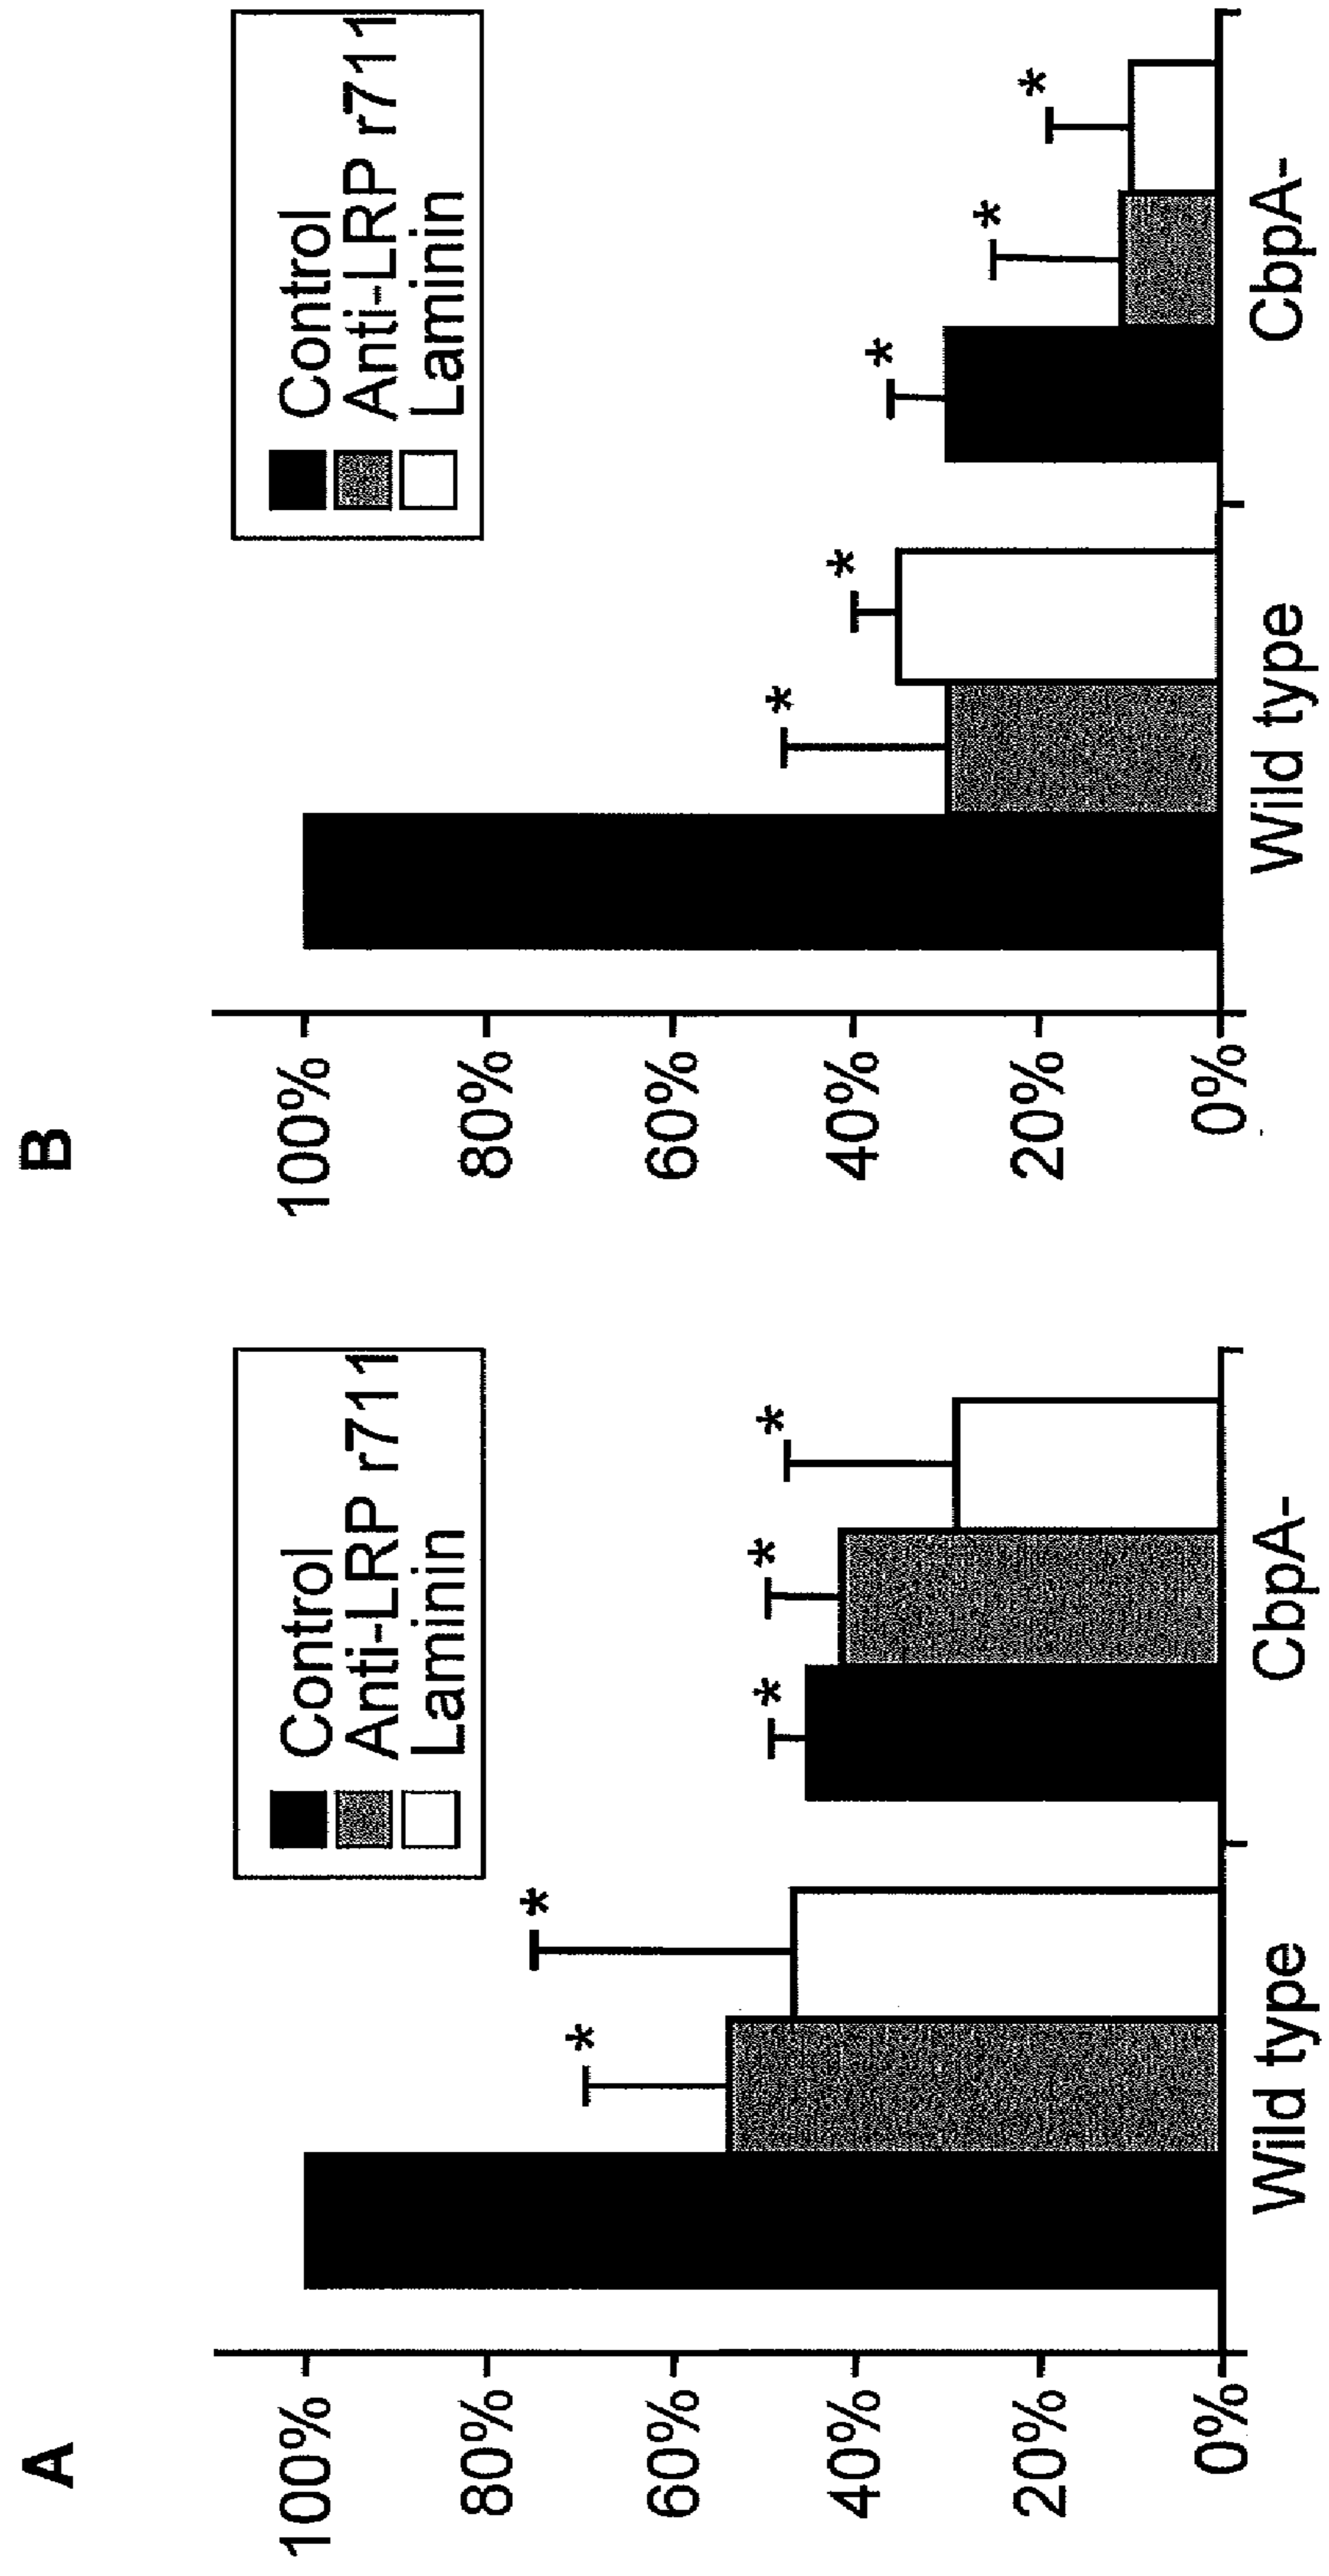 A
100%
80%
60%
40%
20%
0%
Control
Anti-LRP r711
Laminin
*
*
*
*
*
Wild type
CbpA-
B
100%
80%
60%
40%
20%
0%
Control
Anti-LRP r711
Laminin
*
*
*
*
*
Wild type
CbpA-